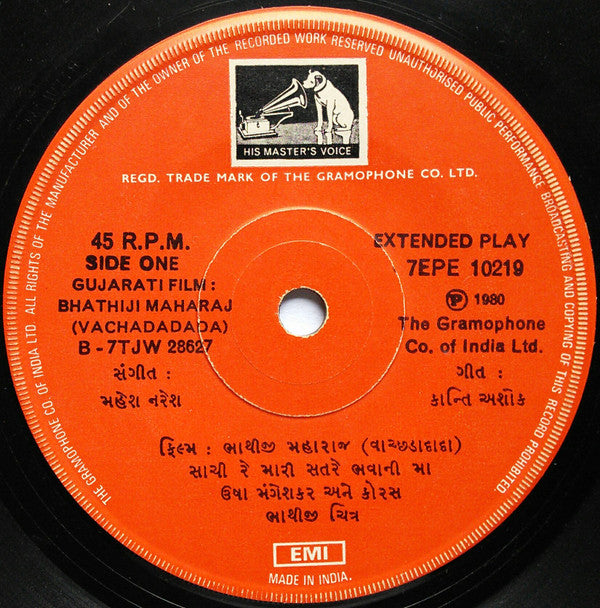 ALL RIGHTS OF THE MANUFACTURER AND OF THE OWNER OF THE RECORDED WORK RESERVED UNAUTHORISED PUBLIC PERFORMANCE BROADCASTING AND COPYING OF THIS RECORD PROHIBITED
THE GRAMOPHONE CO. OF INDIA LTD.
HIS MASTER'S VOICE
REGD. TRADE MARK OF THE GRAMOPHONE CO. LTD.
45 R.P.M.
SIDE ONE
GUJARATI FILM :
BHATHIJI MAHARAJ
(VACHADADADA)
B - 7TJW 28627
સંગીત :
મહેશ નરેશ
EXTENDED PLAY
7EPE 10219
℗ 1980
The Gramophone
Co. of India Ltd.
ગીત :
કાન્તિ અશોક
ફિલ્મ : ભાથીજી મહારાજ (વાચ્છડાદાદા)
સાચી રે મારી સતરે ભવાની મા
ઉષા મંગેશકર અને કોરસ
ભાથીજી ચિત્ર
EMI
MADE IN INDIA.